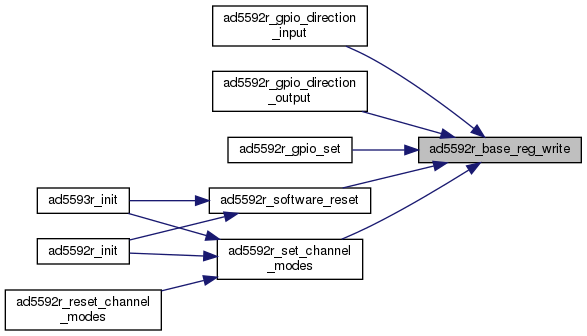 ad5592r_gpio_direction
_input
ad5592r_gpio_direction
_output
ad5592r_gpio_set
ad5592r_base_reg_write
ad5593r_init
ad5592r_software_reset
ad5592r_init
ad5592r_set_channel
_modes
ad5592r_reset_channel
_modes